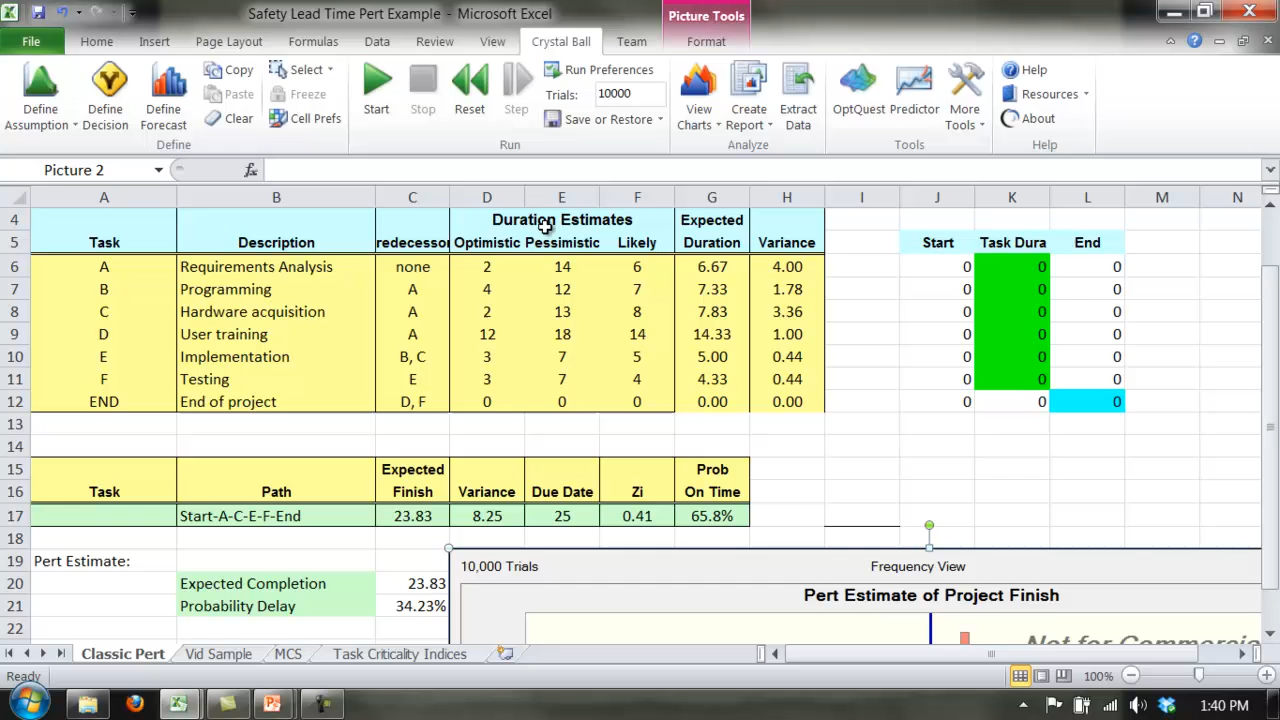 Safety Lead Time Pert Example - Microsoft Excel
Picture Tools
File Home Insert Page Layout Formulas Data Review View Crystal Ball Team Format
Define Assumption
Define Decision
Define Forecast
Copy
Paste
Clear
Select
Freeze
Cell Prefs
Define
Start
Stop
Reset
Step
Run Preferences
Trials: 10000
Save or Restore
Run
View Charts
Create Report
Extract Data
Analyze
OptQuest
Predictor
More Tools
Tools
Help
Resources
About
Help
Picture 2
fx
A B C D E F G H I J K L M N
4 Duration Estimates Expected
5 Task Description redecessor Optimistic Pessimistic Likely Duration Variance Start Task Dura End
6 A Requirements Analysis none 2 14 6 6.67 4.00 0 0 0
7 B Programming A 4 12 7 7.33 1.78 0 0 0
8 C Hardware acquisition A 2 13 8 7.83 3.36 0 0 0
9 D User training A 12 18 14 14.33 1.00 0 0 0
10 E Implementation B, C 3 7 5 5.00 0.44 0 0 0
11 F Testing E 3 7 4 4.33 0.44 0 0 0
12 END End of project D, F 0 0 0 0.00 0.00 0 0 0
13
14
15 Expected Prob
16 Task Path Finish Variance Due Date Zi On Time
17 Start-A-C-E-F-End 23.83 8.25 25 0.41 65.8%
18
19 Pert Estimate:
10,000 Trials Frequency View
20 Expected Completion 23.83
Pert Estimate of Project Finish
21 Probability Delay 34.23%
22
Not for Commercia
Classic Pert Vid Sample MCS Task Criticality Indices
Ready 100%
1:40 PM